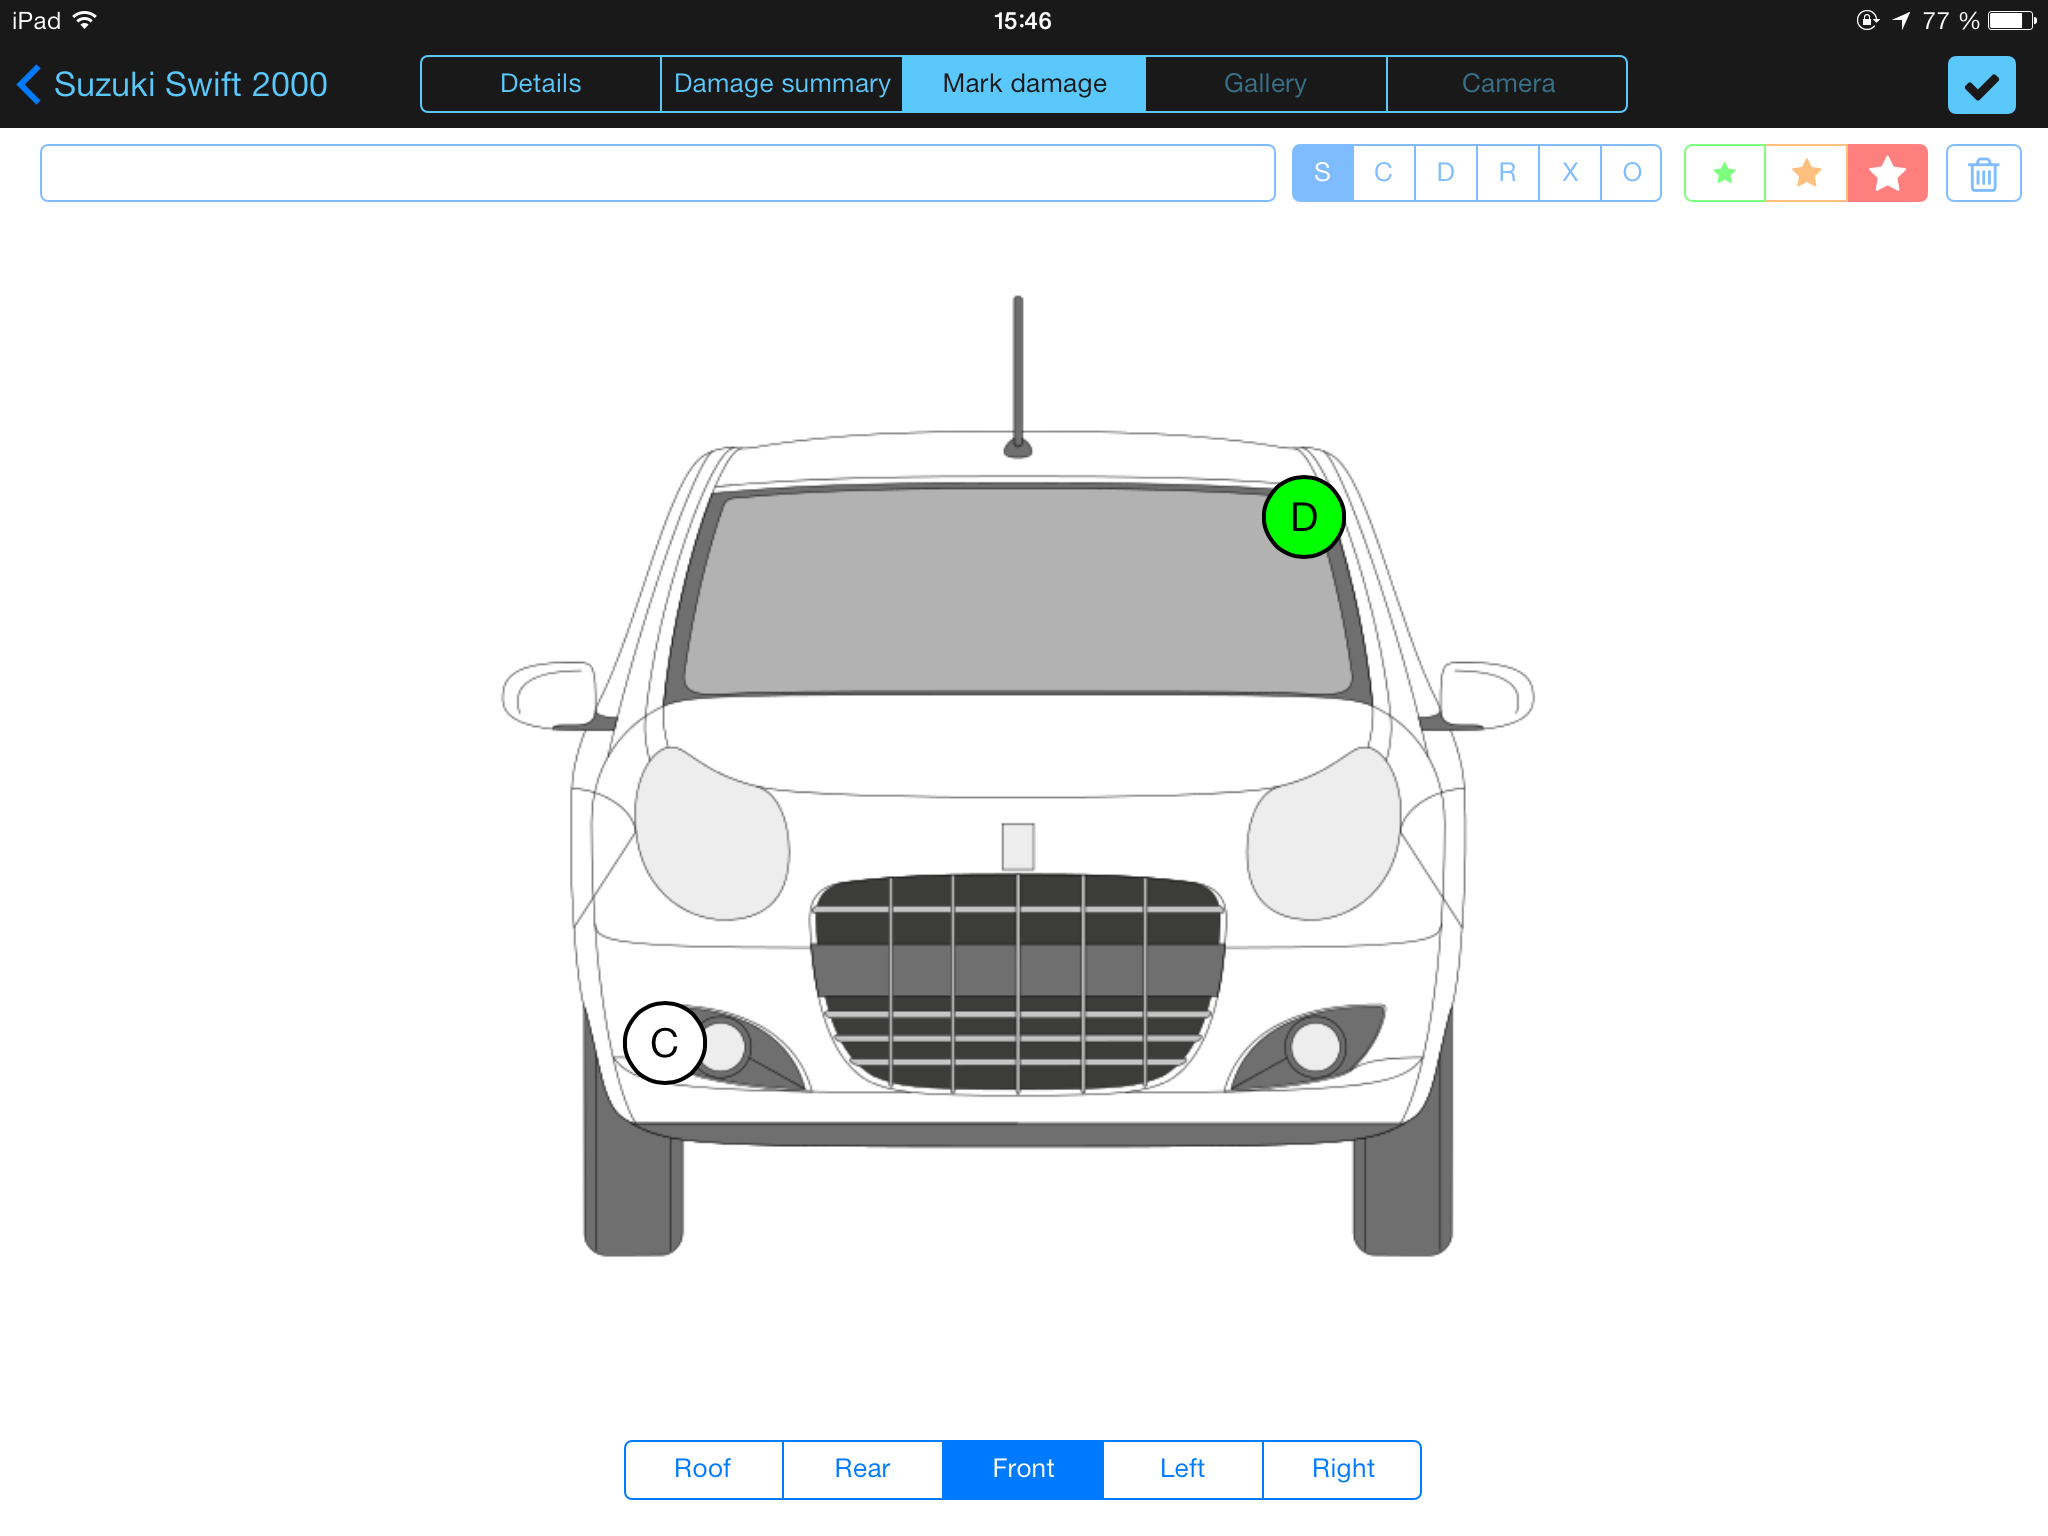 iPad 15:46 77 %
Suzuki Swift 2000 Details Damage summary Mark damage Gallery Camera
S C D R X O
D
C
Roof Rear Front Left Right